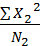 ∑ X₂²
N₂